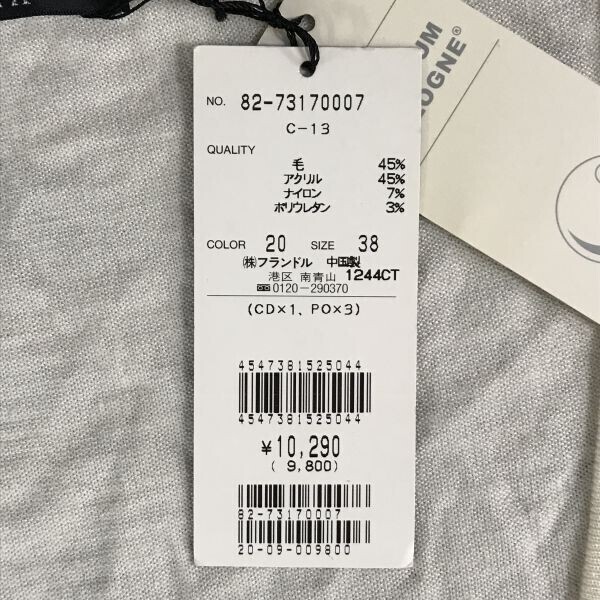 NO. 82-73170007
C-13
QUALITY
毛 45%
アクリル 45%
ナイロン 7%
ポリウレタン 3%
COLOR 20 SIZE 38
㈱フランドル 中国製
港区 南青山 1244CT
0120-290370
(CD×1、PO×3)
4547381525044
4547381525044
¥10,290
( 9,800)
82-73170007
20-09-009800
UM
LOGNE®